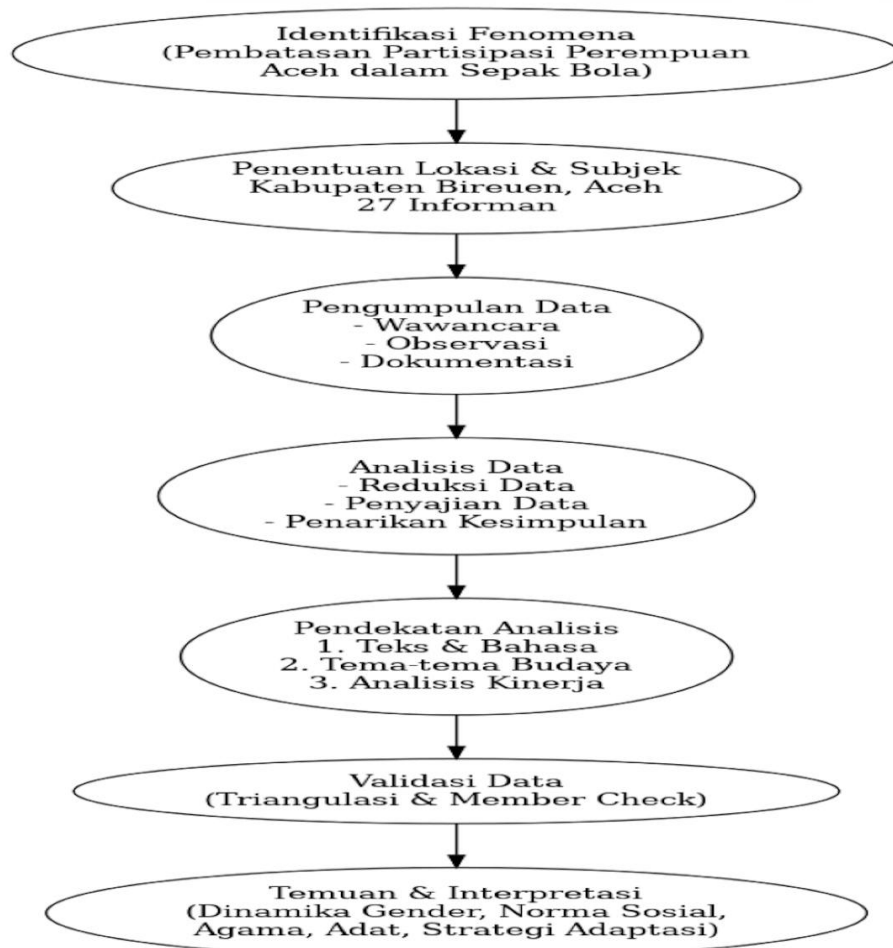 Identifikasi Fenomena
(Pembatasan Partisipasi Perempuan
Aceh dalam Sepak Bola)
Penentuan Lokasi & Subjek
Kabupaten Bireuen, Aceh
27 Informan
Pengumpulan Data
- Wawancara
- Observasi
- Dokumentasi
Analisis Data
- Reduksi Data
- Penyajian Data
- Penarikan Kesimpulan
Pendekatan Analisis
1. Teks & Bahasa
2. Tema-tema Budaya
3. Analisis Kinerja
Validasi Data
(Triangulasi & Member Check)
Temuan & Interpretasi
(Dinamika Gender, Norma Sosial,
Agama, Adat, Strategi Adaptasi)